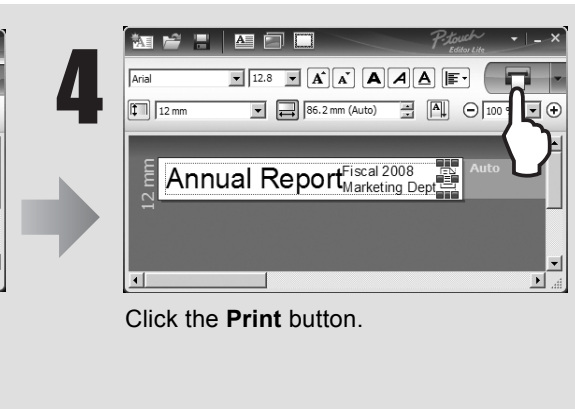 4
P-touch
Editor Lite
Arial
12.8
A A A A A
12 mm
86.2 mm (Auto)
A
100 %
12 mm
Annual Report
Fiscal 2008
Marketing Dept
Auto
Click the Print button.